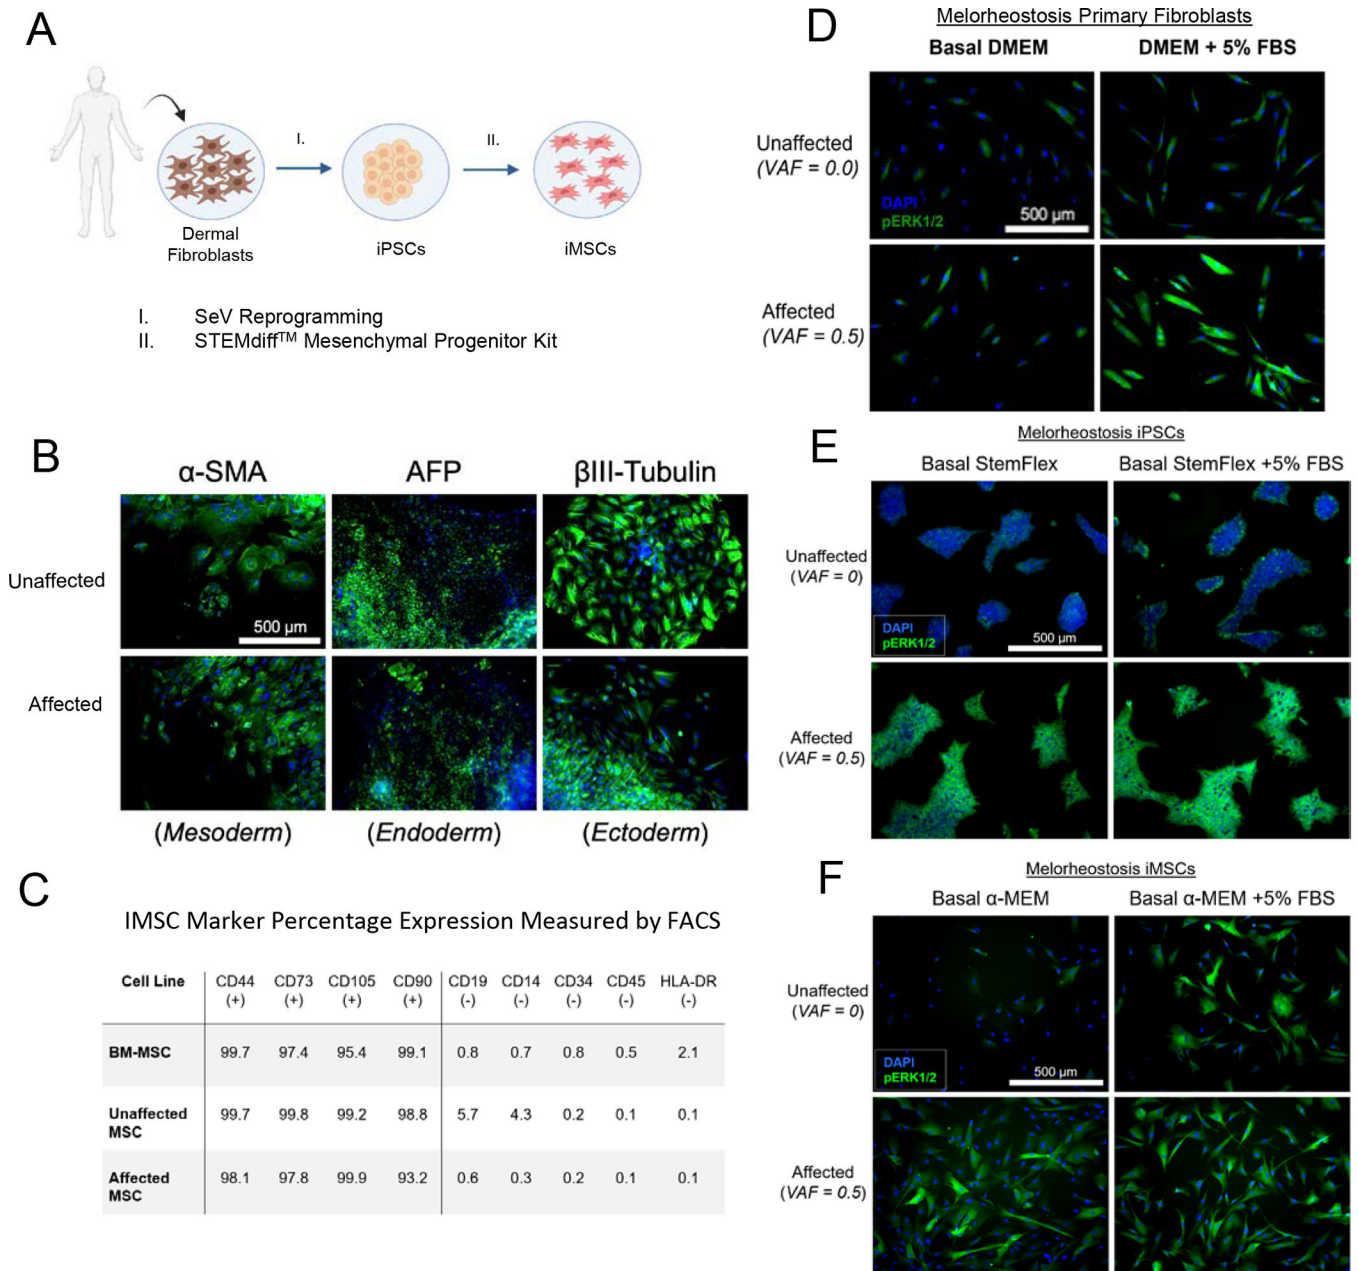 A
Dermal
Fibroblasts
I.
iPSCs
II.
iMSCs
I. SeV Reprogramming
II. STEMdiff™ Mesenchymal Progenitor Kit
B
α-SMA AFP βIII-Tubulin
Unaffected
500 µm
Affected
(Mesoderm) (Endoderm) (Ectoderm)
C
IMSC Marker Percentage Expression Measured by FACS
Cell Line CD44 (+) CD73 (+) CD105 (+) CD90 (+) CD19 (-) CD14 (-) CD34 (-) CD45 (-) HLA-DR (-)
BM-MSC 99.7 97.4 95.4 99.1 0.8 0.7 0.8 0.5 2.1
Unaffected MSC 99.7 99.8 99.2 98.8 5.7 4.3 0.2 0.1 0.1
Affected MSC 98.1 97.8 99.9 93.2 0.6 0.3 0.2 0.1 0.1
D
Melorheostosis Primary Fibroblasts
Basal DMEM DMEM + 5% FBS
Unaffected
(VAF = 0.0)
DAPI
pERK1/2
500 µm
Affected
(VAF = 0.5)
E
Melorheostosis iPSCs
Basal StemFlex Basal StemFlex +5% FBS
Unaffected
(VAF = 0)
DAPI
pERK1/2
500 µm
Affected
(VAF = 0.5)
F
Melorheostosis iMSCs
Basal α-MEM Basal α-MEM +5% FBS
Unaffected
(VAF = 0)
DAPI
pERK1/2
500 µm
Affected
(VAF = 0.5)